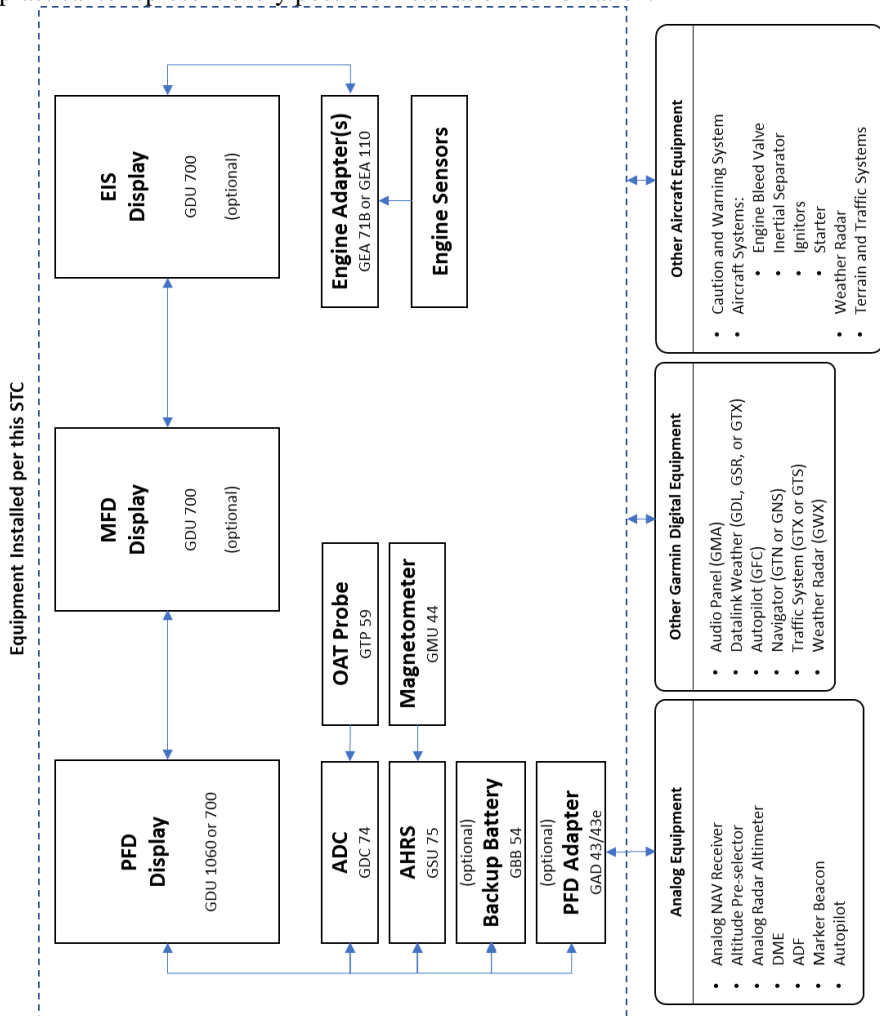 Equipment Installed per this STC
PFD
Display
GDU 1060 or 700
MFD
Display
GDU 700
(optional)
EIS
Display
GDU 700
(optional)
ADC
GDC 74
OAT Probe
GTP 59
Engine Adapter(s)
GEA 71B or GEA 110
AHRS
GSU 75
Magnetometer
GMU 44
Engine Sensors
(optional)
Backup Battery
GBB 54
(optional)
PFD Adapter
GAD 43/43e
Analog Equipment
• Analog NAV Receiver
• Altitude Pre-selector
• Analog Radar Altimeter
• DME
• ADF
• Marker Beacon
• Autopilot
Other Garmin Digital Equipment
• Audio Panel (GMA)
• Datalink Weather (GDL, GSR, or GTX)
• Autopilot (GFC)
• Navigator (GTN or GNS)
• Traffic System (GTX or GTS)
• Weather Radar (GWX)
Other Aircraft Equipment
• Caution and Warning System
• Aircraft Systems:
• Engine Bleed Valve
• Inertial Separator
• Ignitors
• Starter
• Weather Radar
• Terrain and Traffic Systems